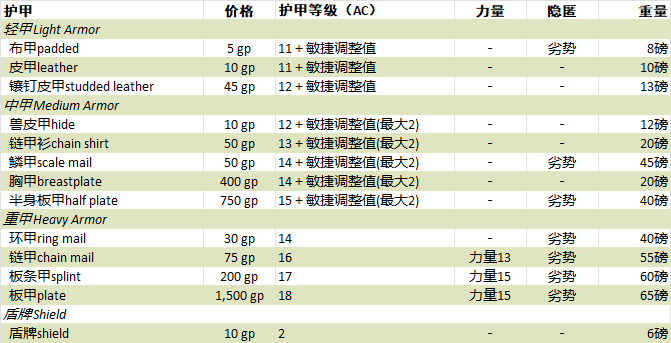 护甲 价格 护甲等级（AC） 力量 隐匿 重量
轻甲Light Armor
布甲padded 5 gp 11＋敏捷调整值 - 劣势 8磅
皮甲leather 10 gp 11＋敏捷调整值 - - 10磅
镶钉皮甲studded leather 45 gp 12＋敏捷调整值 - - 13磅
中甲Medium Armor
兽皮甲hide 10 gp 12＋敏捷调整值(最大2) - - 12磅
链甲衫chain shirt 50 gp 13＋敏捷调整值(最大2) - - 20磅
鳞甲scale mail 50 gp 14＋敏捷调整值(最大2) - 劣势 45磅
胸甲breastplate 400 gp 14＋敏捷调整值(最大2) - - 20磅
半身板甲half plate 750 gp 15＋敏捷调整值(最大2) - 劣势 40磅
重甲Heavy Armor
环甲ring mail 30 gp 14 - 劣势 40磅
链甲chain mail 75 gp 16 力量13 劣势 55磅
板条甲splint 200 gp 17 力量15 劣势 60磅
板甲plate 1,500 gp 18 力量15 劣势 65磅
盾牌Shield
盾牌shield 10 gp 2 - - 6磅